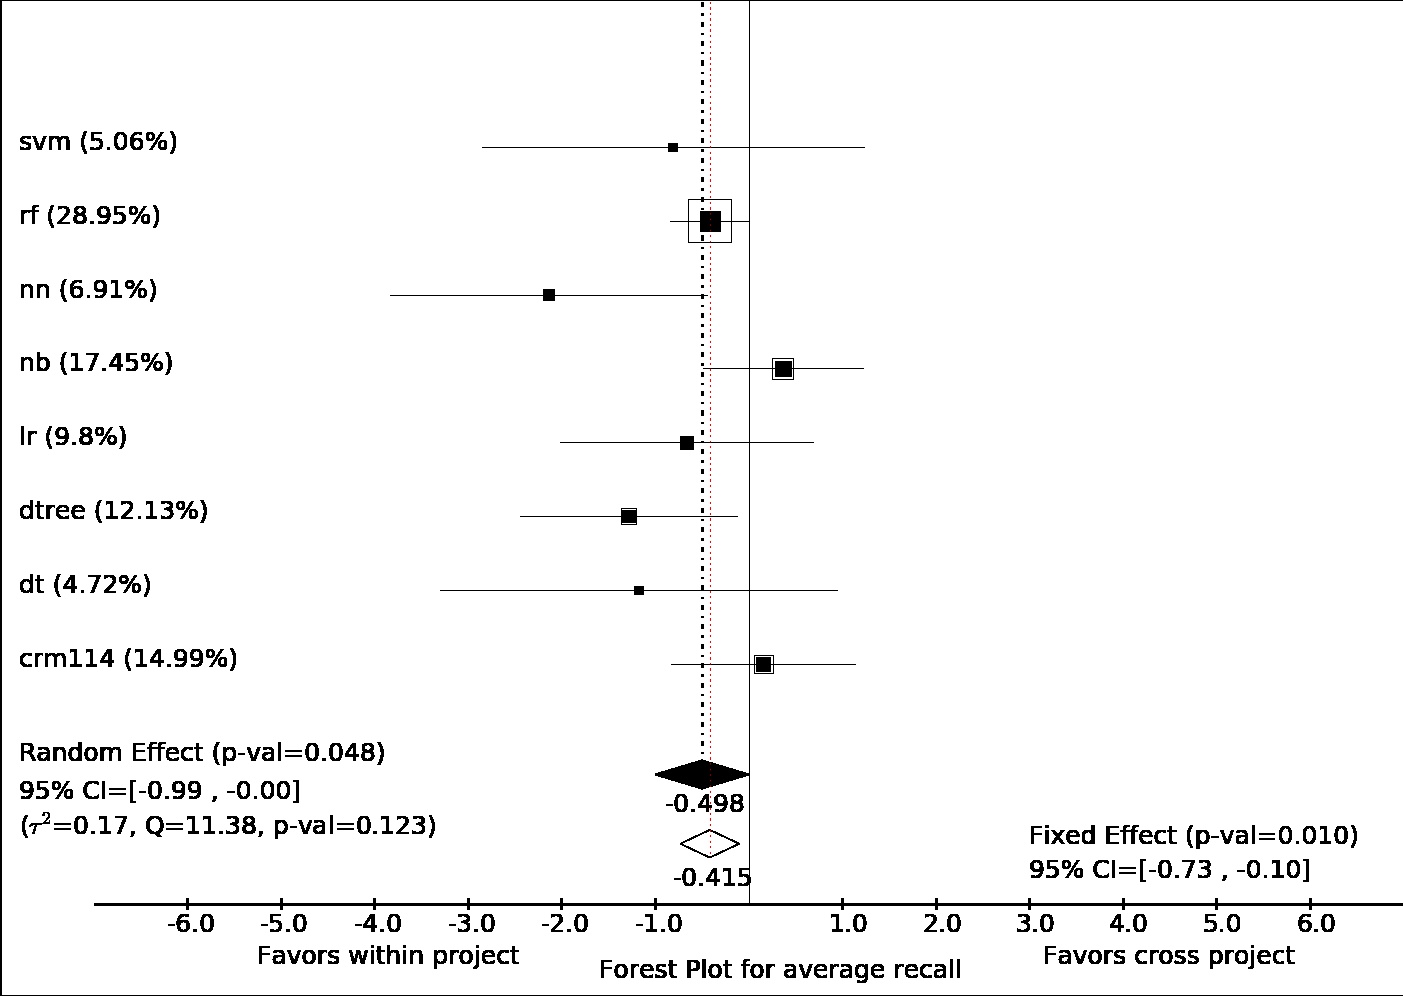 svm (5.06%)
rf (28.95%)
nn (6.91%)
nb (17.45%)
lr (9.8%)
dtree (12.13%)
dt (4.72%)
crm114 (14.99%)
Random Effect (p-val=0.048)
95% CI=[-0.99 , -0.00]
(τ²=0.17, Q=11.38, p-val=0.123)
-0.498
-0.415
Fixed Effect (p-val=0.010)
95% CI=[-0.73 , -0.10]
-6.0 -5.0 -4.0 -3.0 -2.0 -1.0 1.0 2.0 3.0 4.0 5.0 6.0
Favors within project
Favors cross project
Forest Plot for average recall